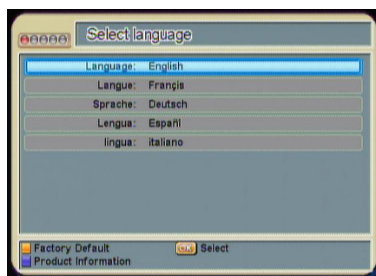 Select language
Language: English
Langue: Françis
Sprache: Deutsch
Lengua: Españl
lingua: italiano
Factory Default
Select
Product Information